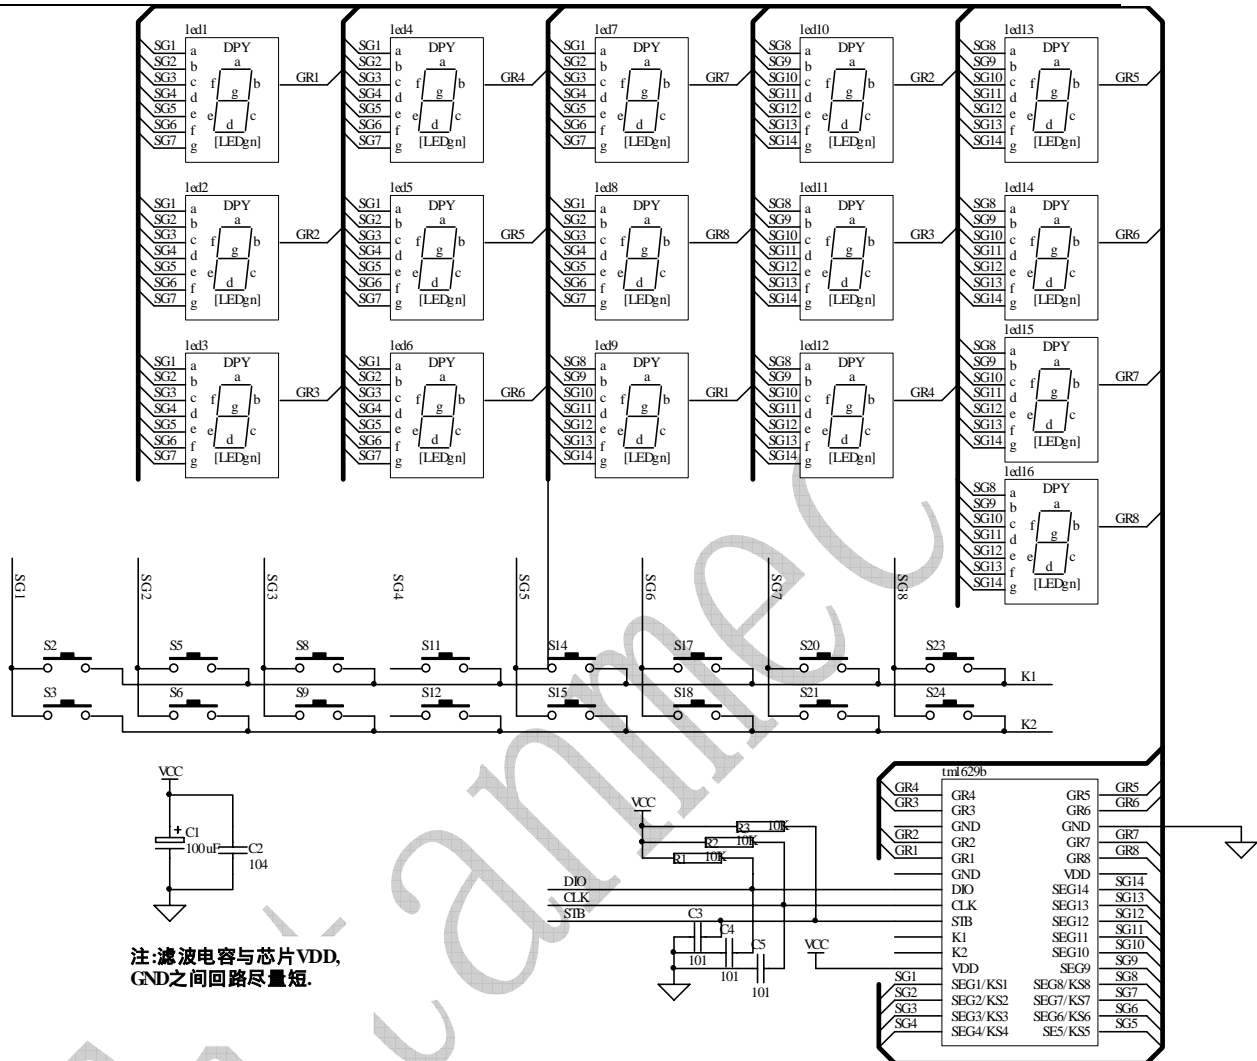 led1 led4 led7 led10 led13
SG1 a DPY a GR1
SG2 b
SG3 c f g b
SG4 d
SG5 e e d c
SG6 f
SG7 g [LEDgn]
SG1 a DPY a GR4
SG2 b
SG3 c f g b
SG4 d
SG5 e e d c
SG6 f
SG7 g [LEDgn]
SG1 a DPY a GR7
SG2 b
SG3 c f g b
SG4 d
SG5 e e d c
SG6 f
SG7 g [LEDgn]
SG8 a DPY a GR2
SG9 b
SG10 c f g b
SG11 d
SG12 e e d c
SG13 f
SG14 g [LEDgn]
SG8 a DPY a GR5
SG9 b
SG10 c f g b
SG11 d
SG12 e e d c
SG13 f
SG14 g [LEDgn]
led2 led5 led8 led11 led14
SG1 a DPY a GR2
SG2 b
SG3 c f g b
SG4 d
SG5 e e d c
SG6 f
SG7 g [LEDgn]
SG1 a DPY a GR5
SG2 b
SG3 c f g b
SG4 d
SG5 e e d c
SG6 f
SG7 g [LEDgn]
SG1 a DPY a GR8
SG2 b
SG3 c f g b
SG4 d
SG5 e e d c
SG6 f
SG7 g [LEDgn]
SG8 a DPY a GR3
SG9 b
SG10 c f g b
SG11 d
SG12 e e d c
SG13 f
SG14 g [LEDgn]
SG8 a DPY a GR6
SG9 b
SG10 c f g b
SG11 d
SG12 e e d c
SG13 f
SG14 g [LEDgn]
led3 led6 led9 led12 led15
SG1 a DPY a GR3
SG2 b
SG3 c f g b
SG4 d
SG5 e e d c
SG6 f
SG7 g [LEDgn]
SG1 a DPY a GR6
SG2 b
SG3 c f g b
SG4 d
SG5 e e d c
SG6 f
SG7 g [LEDgn]
SG8 a DPY a GR1
SG9 b
SG10 c f g b
SG11 d
SG12 e e d c
SG13 f
SG14 g [LEDgn]
SG8 a DPY a GR4
SG9 b
SG10 c f g b
SG11 d
SG12 e e d c
SG13 f
SG14 g [LEDgn]
SG8 a DPY a GR7
SG9 b
SG10 c f g b
SG11 d
SG12 e e d c
SG13 f
SG14 g [LEDgn]
led16
SG8 a DPY a GR8
SG9 b
SG10 c f g b
SG11 d
SG12 e e d c
SG13 f
SG14 g [LEDgn]
SG1 SG2 SG3 SG4 SG5 SG6 SG7 SG8
S2 S5 S8 S11 S14 S17 S20 S23 K1
S3 S6 S9 S12 S15 S18 S21 S24 K2
VCC
C1 100uF
C2 104
注:滤波电容与芯片VDD,
GND之间回路尽量短.
VCC
R3 10K
R2 10K
R1 10K
DIO
CLK
STB
C3 101
C4 101
C5 101
VCC
tm1629b
GR4 GR4 GR5 GR5
GR3 GR3 GR6 GR6
GND GND
GR2 GR2 GR7 GR7
GR1 GR1 GR8 GR8
GND VDD
DIO SEG14 SG14
CLK SEG13 SG13
STB SEG12 SG12
K1 SEG11 SG11
K2 SEG10 SG10
VDD SEG9 SG9
SG1 SEG1/KS1 SEG8/KS8 SG8
SG2 SEG2/KS2 SEG7/KS7 SG7
SG3 SEG3/KS3 SEG6/KS6 SG6
SG4 SEG4/KS4 SE5/KS5 SG5